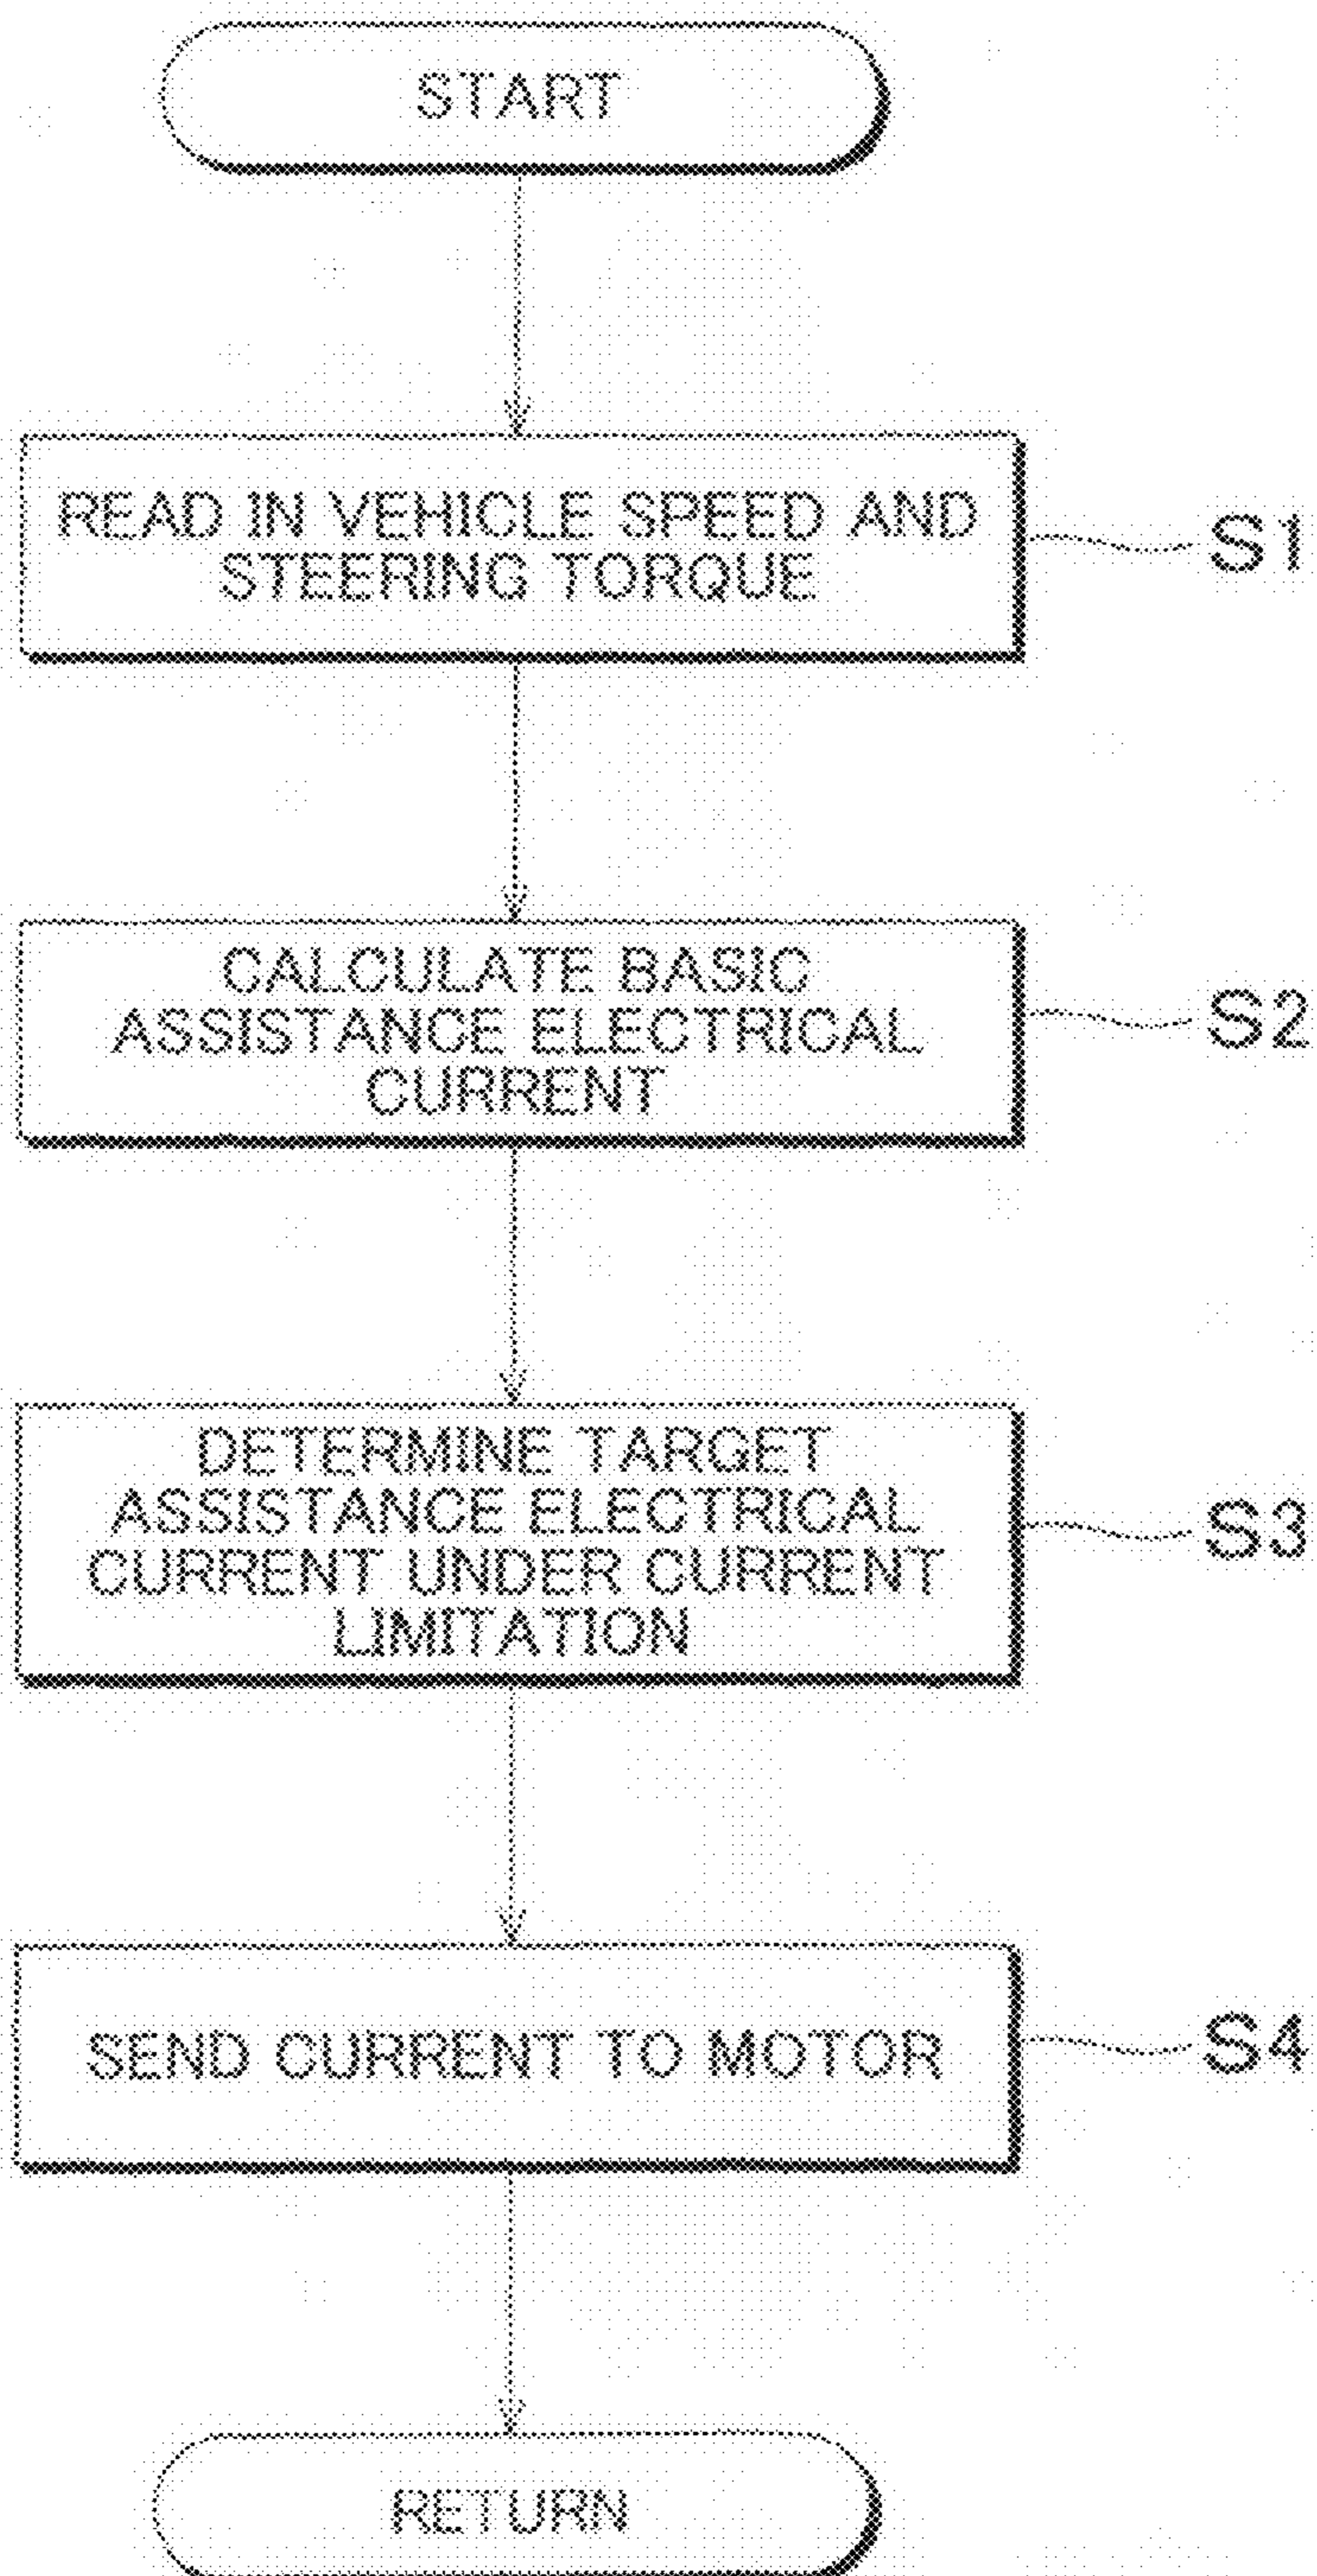 START
READ IN VEHICLE SPEED AND
STEERING TORQUE
S1
CALCULATE BASIC
ASSISTANCE ELECTRICAL
CURRENT
S2
DETERMINE TARGET
ASSISTANCE ELECTRICAL
CURRENT UNDER CURRENT
LIMITATION
S3
SEND CURRENT TO MOTOR
S4
RETURN